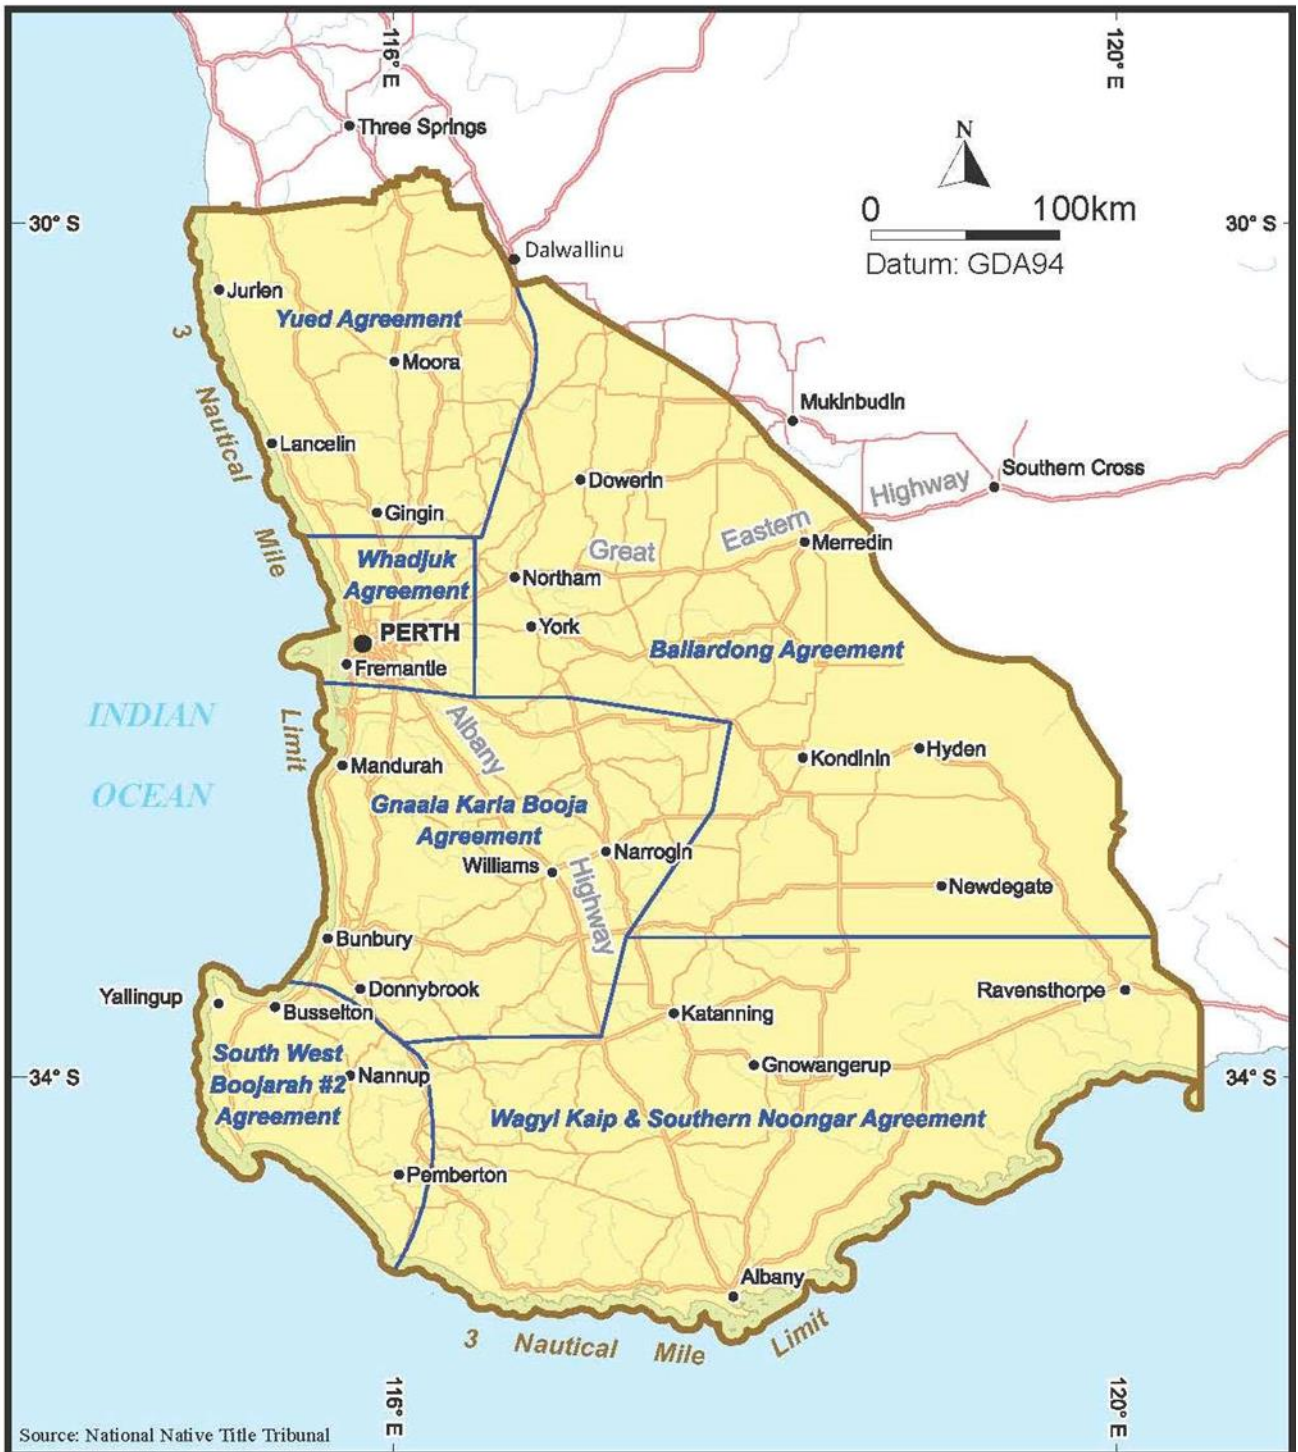 116° E
120° E
Three Springs
N
0 100km
Datum: GDA94
30° S
30° S
Dalwallinu
Jurien
Yued Agreement
Moora
Mukinbudin
Lancelin
Southern Cross
Dowerin
Great Eastern Highway
Gingin
Merredin
Whadjuk
Agreement
Northam
PERTH
York
Ballardong Agreement
Fremantle
INDIAN
OCEAN
3 Nautical Mile Limit
Albany Highway
Mandurah
Kondinin
Hyden
Gnaala Karla Booja
Agreement
Williams
Narrogin
Newdegate
Bunbury
Donnybrook
Yallingup
Busselton
Katanning
Ravensthorpe
South West
Boojarah #2
Agreement
Nannup
Gnowangerup
34° S
34° S
Wagyl Kaip & Southern Noongar Agreement
Pemberton
Albany
3 Nautical Mile Limit
116° E
120° E
Source: National Native Title Tribunal